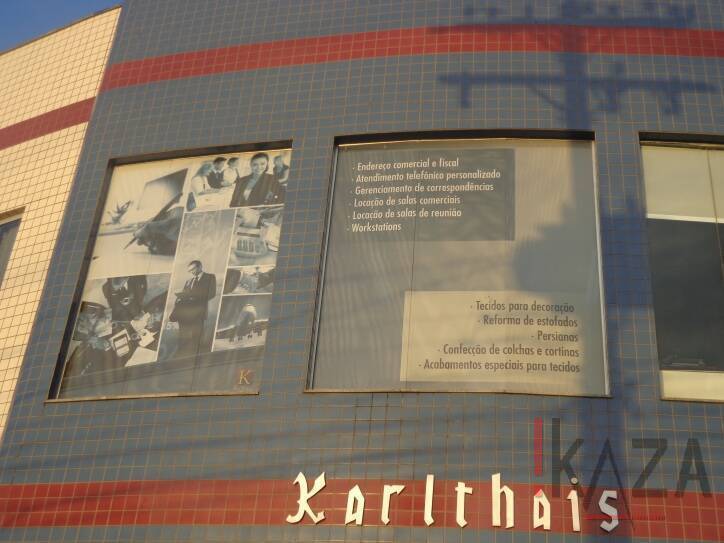 · Endereço comercial e fiscal
· Atendimento telefônico personalizado
· Gerenciamento de correspondências
· Locação de salas comerciais
· Locação de salas de reunião
· Workstations
· Tecidos para decoração
· Reforma de estofados
· Persianas
· Confecção de colchas e cortinas
· Acabamentos especiais para tecidos
K
KAZA
Karlthais